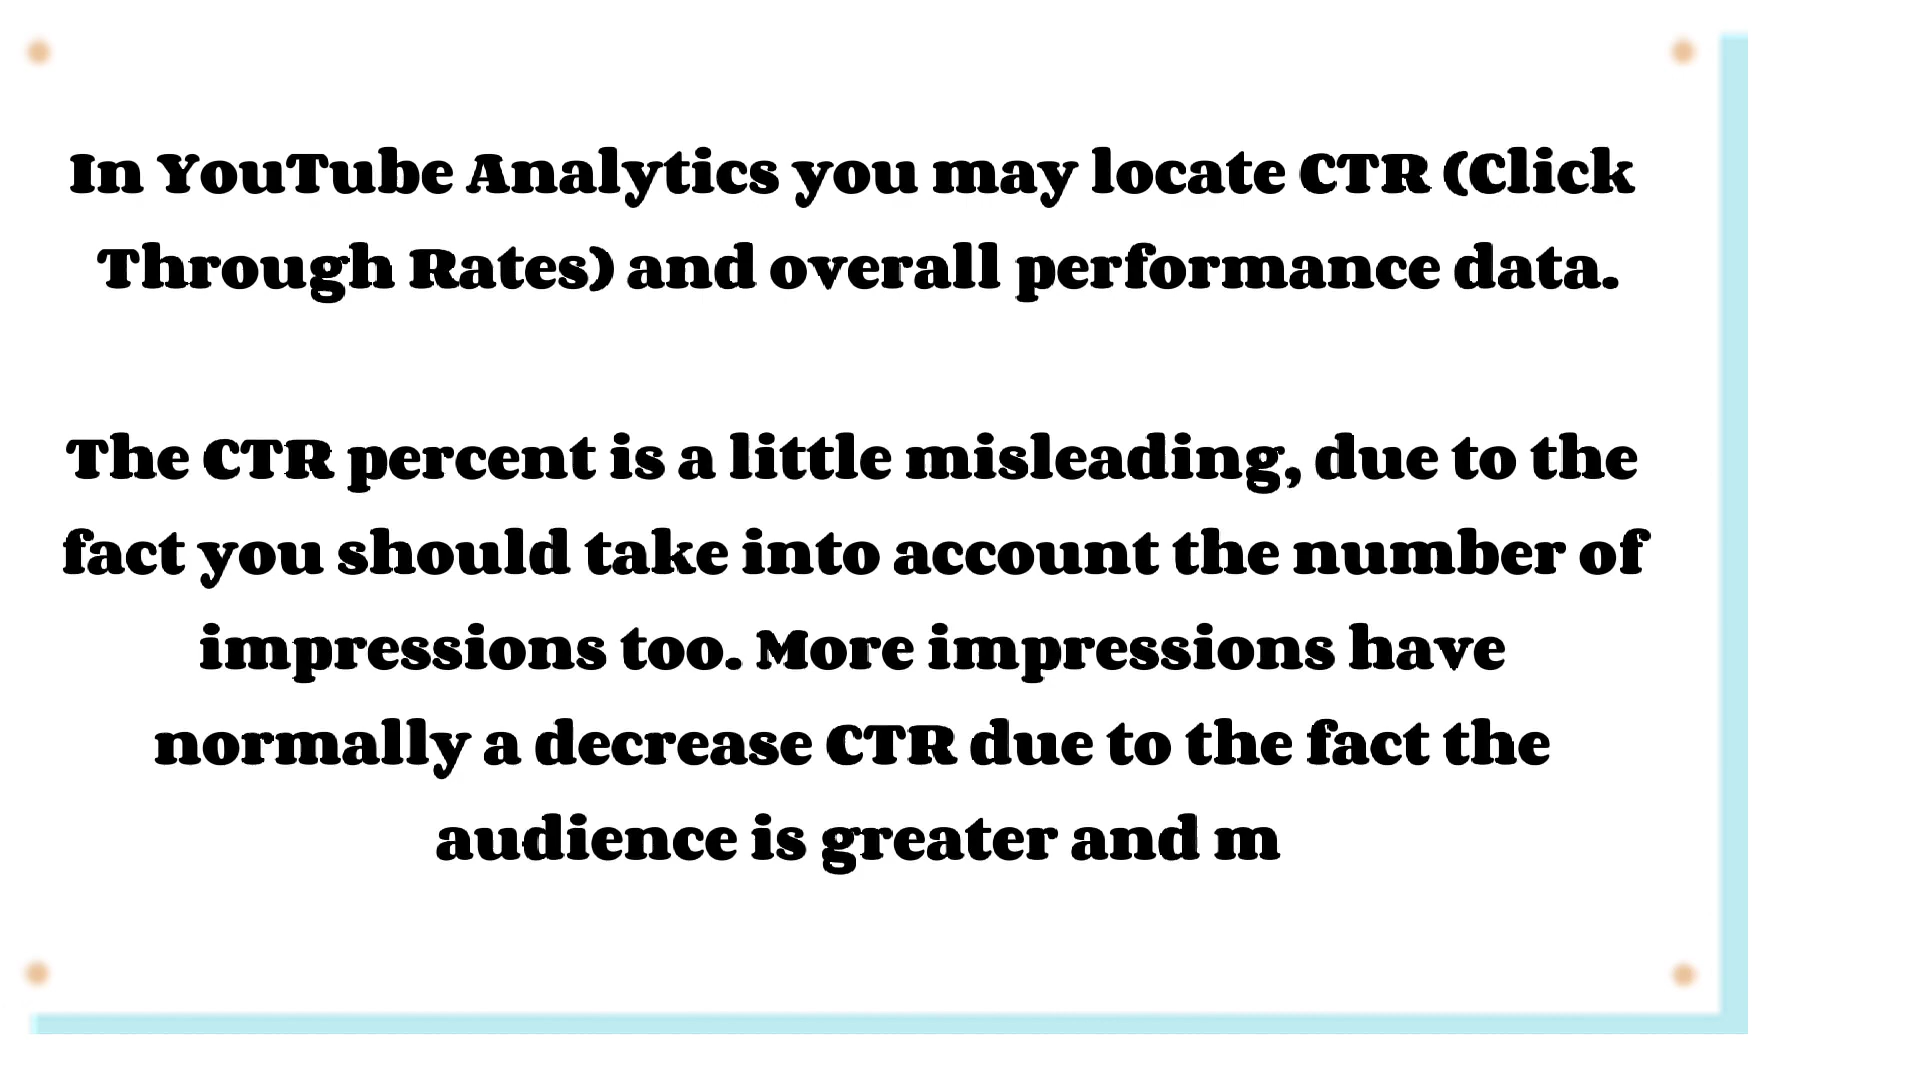 In YouTube Analytics you may locate CTR (Click
Through Rates) and overall performance data.
The CTR percent is a little misleading, due to the
fact you should take into account the number of
impressions too. More impressions have
normally a decrease CTR due to the fact the
audience is greater and m